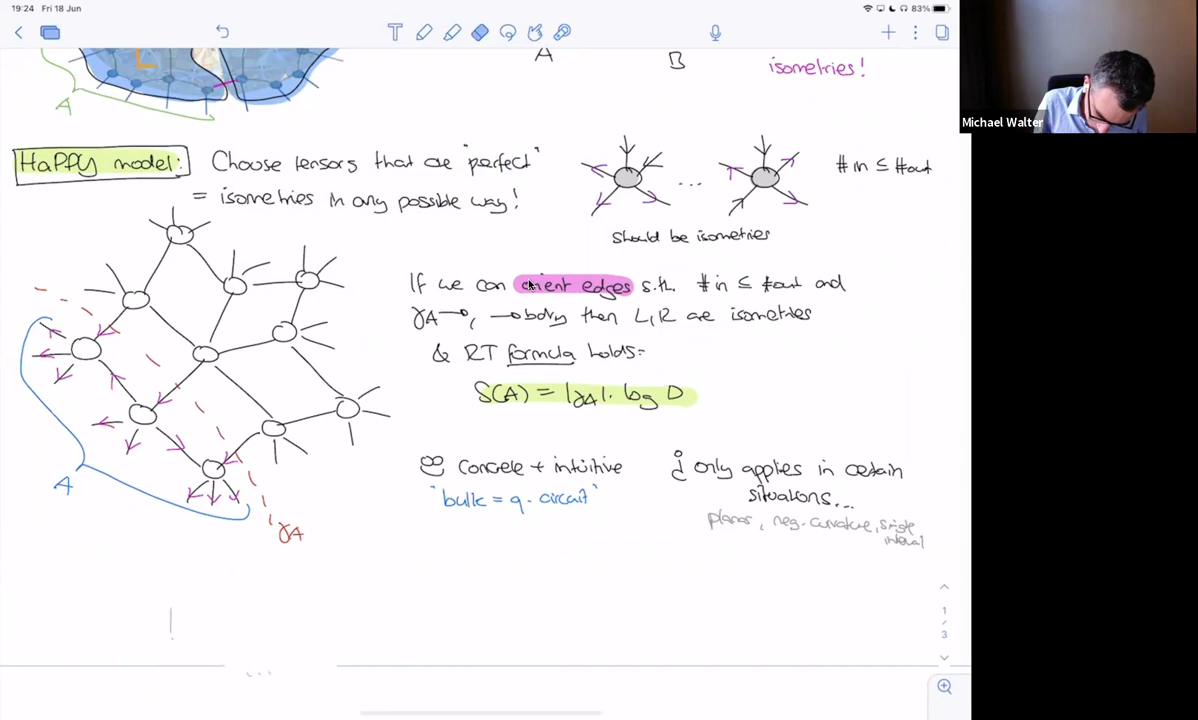 19:24 Fri 18 Jun
83%
A
A
B
isometries!
Michael Walter
HaPPY model:
Choose tensors that are "perfect"
= isometries in any possible way!
...
# in ≤ #out
should be isometries
If we can orient edges s.th. # in ≤ #out and
γA→, →bdry then L,R are isometries
& RT formula holds:
S(A) = |γA|. log D
A
γA
concrete + intuitive
"bulk = q. circuit"
only applies in certain
situations...
planar, neg. curvature, single
interval
1
/
3
...